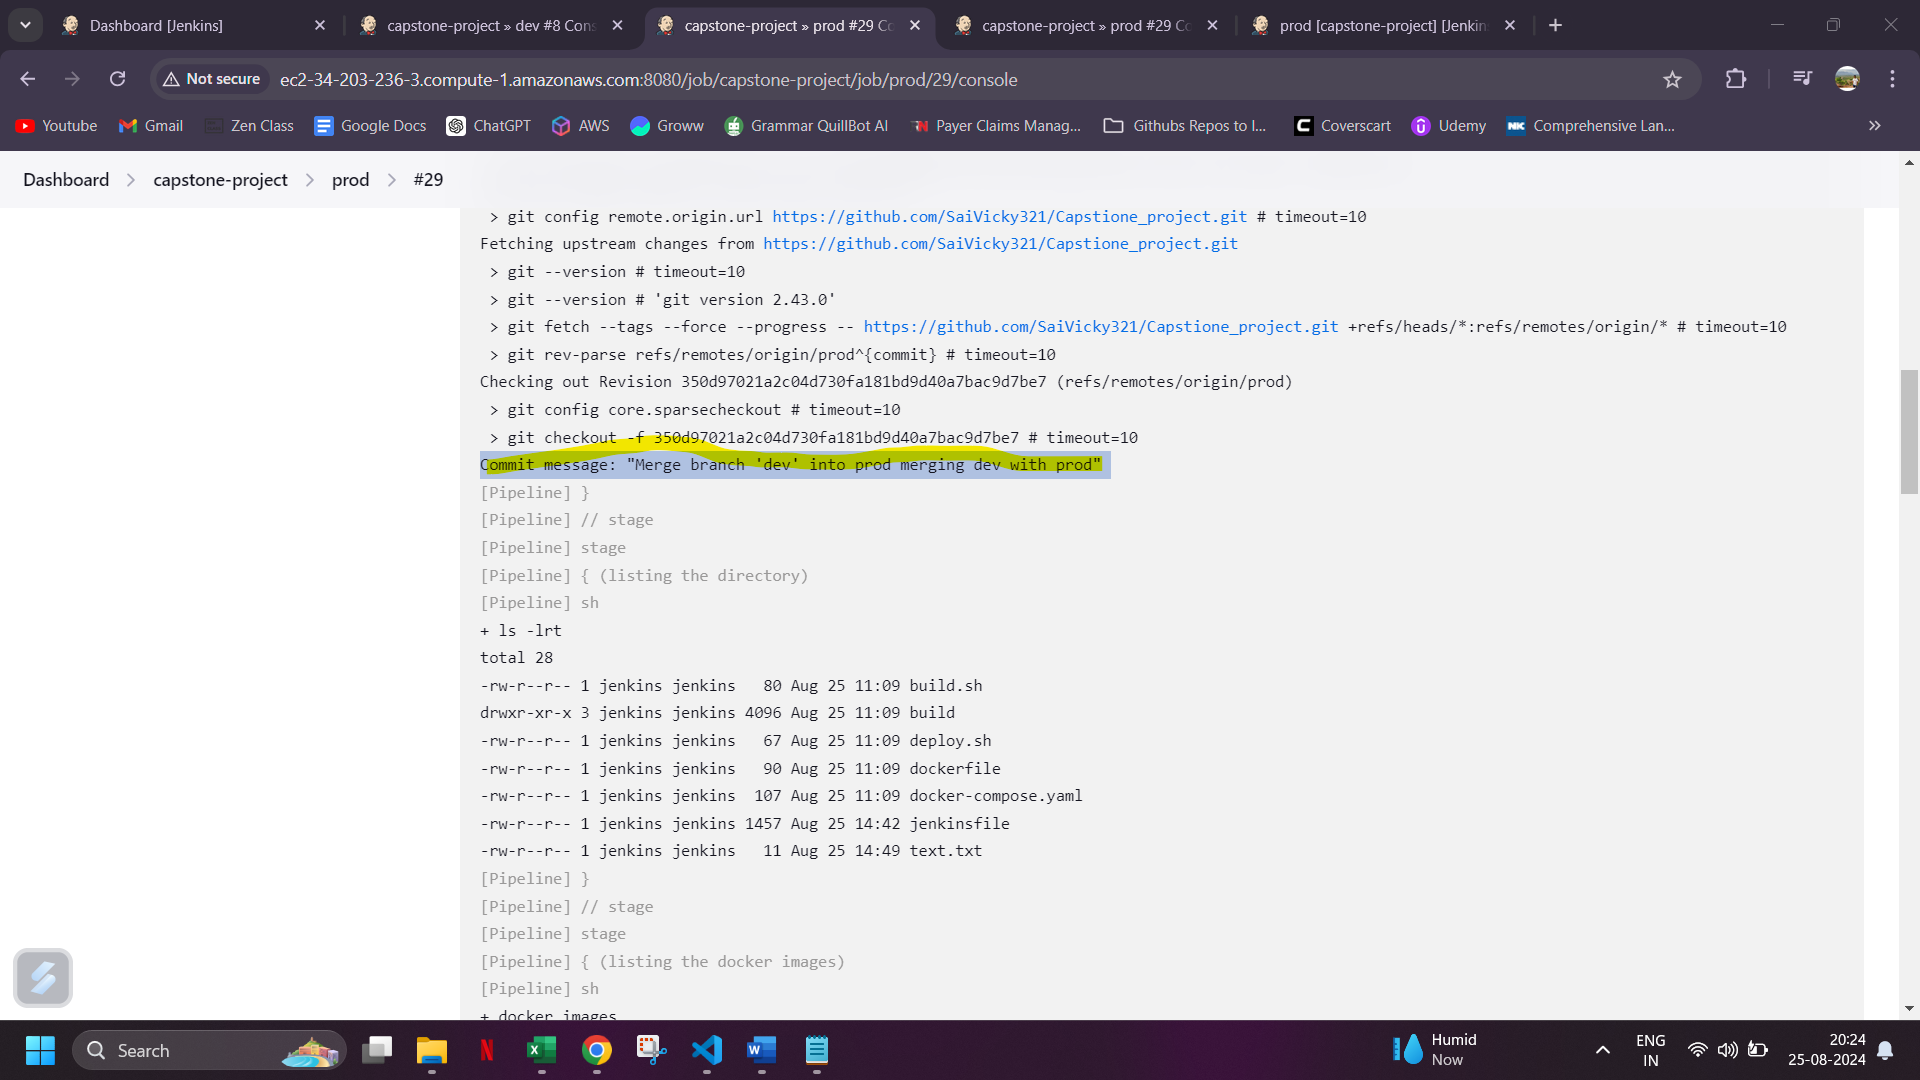 Dashboard [Jenkins]
capstone-project » dev #8 Cons
capstone-project » prod #29 Co
capstone-project » prod #29 Co
prod [capstone-project] [Jenkin
Not secure
ec2-34-203-236-3.compute-1.amazonaws.com:8080/job/capstone-project/job/prod/29/console
Youtube
Gmail
Zen Class
Google Docs
ChatGPT
AWS
Groww
Grammar QuillBot AI
Payer Claims Manag...
Githubs Repos to I...
Coverscart
Udemy
Comprehensive Lan...
Dashboard > capstone-project > prod > #29
> git config remote.origin.url https://github.com/SaiVicky321/Capstione_project.git # timeout=10
Fetching upstream changes from https://github.com/SaiVicky321/Capstione_project.git
> git --version # timeout=10
> git --version # 'git version 2.43.0'
> git fetch --tags --force --progress -- https://github.com/SaiVicky321/Capstione_project.git +refs/heads/*:refs/remotes/origin/* # timeout=10
> git rev-parse refs/remotes/origin/prod^{commit} # timeout=10
Checking out Revision 350d97021a2c04d730fa181bd9d40a7bac9d7be7 (refs/remotes/origin/prod)
> git config core.sparsecheckout # timeout=10
> git checkout -f 350d97021a2c04d730fa181bd9d40a7bac9d7be7 # timeout=10
Commit message: "Merge branch 'dev' into prod merging dev with prod"
[Pipeline] }
[Pipeline] // stage
[Pipeline] stage
[Pipeline] { (listing the directory)
[Pipeline] sh
+ ls -lrt
total 28
-rw-r--r-- 1 jenkins jenkins   80 Aug 25 11:09 build.sh
drwxr-xr-x 3 jenkins jenkins 4096 Aug 25 11:09 build
-rw-r--r-- 1 jenkins jenkins   67 Aug 25 11:09 deploy.sh
-rw-r--r-- 1 jenkins jenkins   90 Aug 25 11:09 dockerfile
-rw-r--r-- 1 jenkins jenkins  107 Aug 25 11:09 docker-compose.yaml
-rw-r--r-- 1 jenkins jenkins 1457 Aug 25 14:42 jenkinsfile
-rw-r--r-- 1 jenkins jenkins   11 Aug 25 14:49 text.txt
[Pipeline] }
[Pipeline] // stage
[Pipeline] stage
[Pipeline] { (listing the docker images)
[Pipeline] sh
+ docker images
Search
Humid
Now
ENG
IN
20:24
25-08-2024